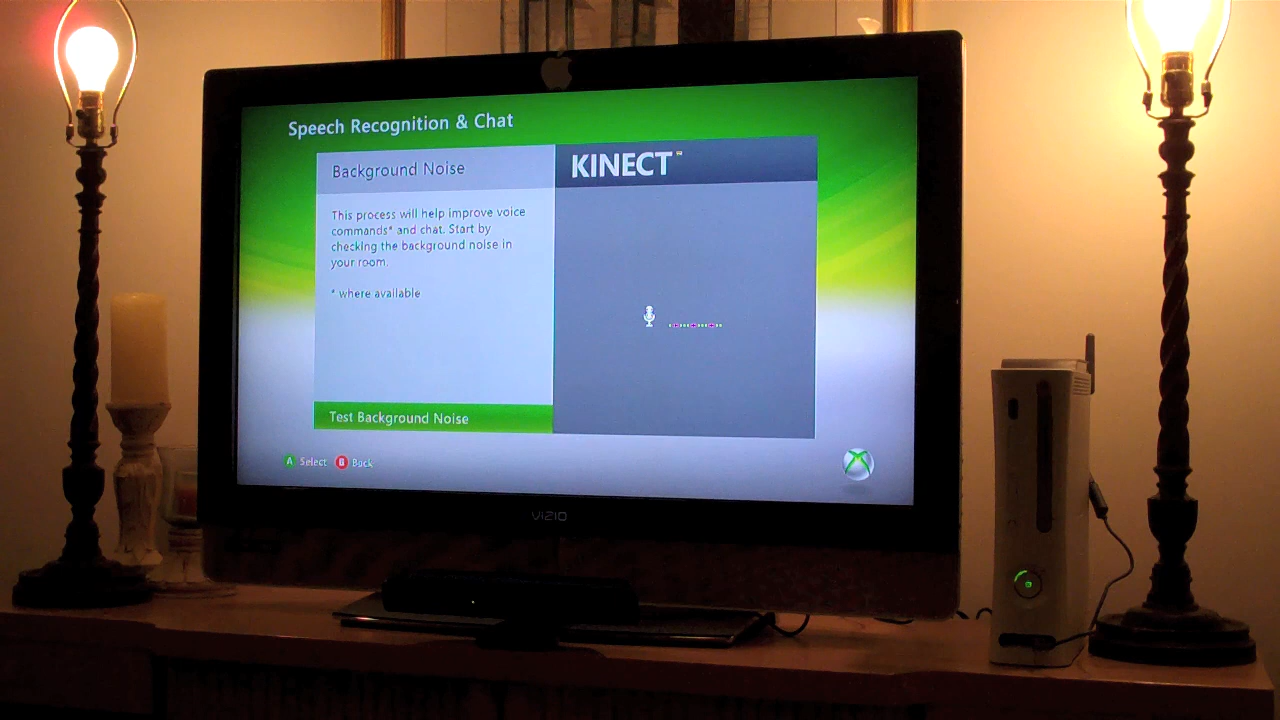 Speech Recognition & Chat
Background Noise
KINECT™
This process will help improve voice
commands* and chat. Start by
checking the background noise in
your room.
* where available
Test Background Noise
A Select B Back
VIZIO